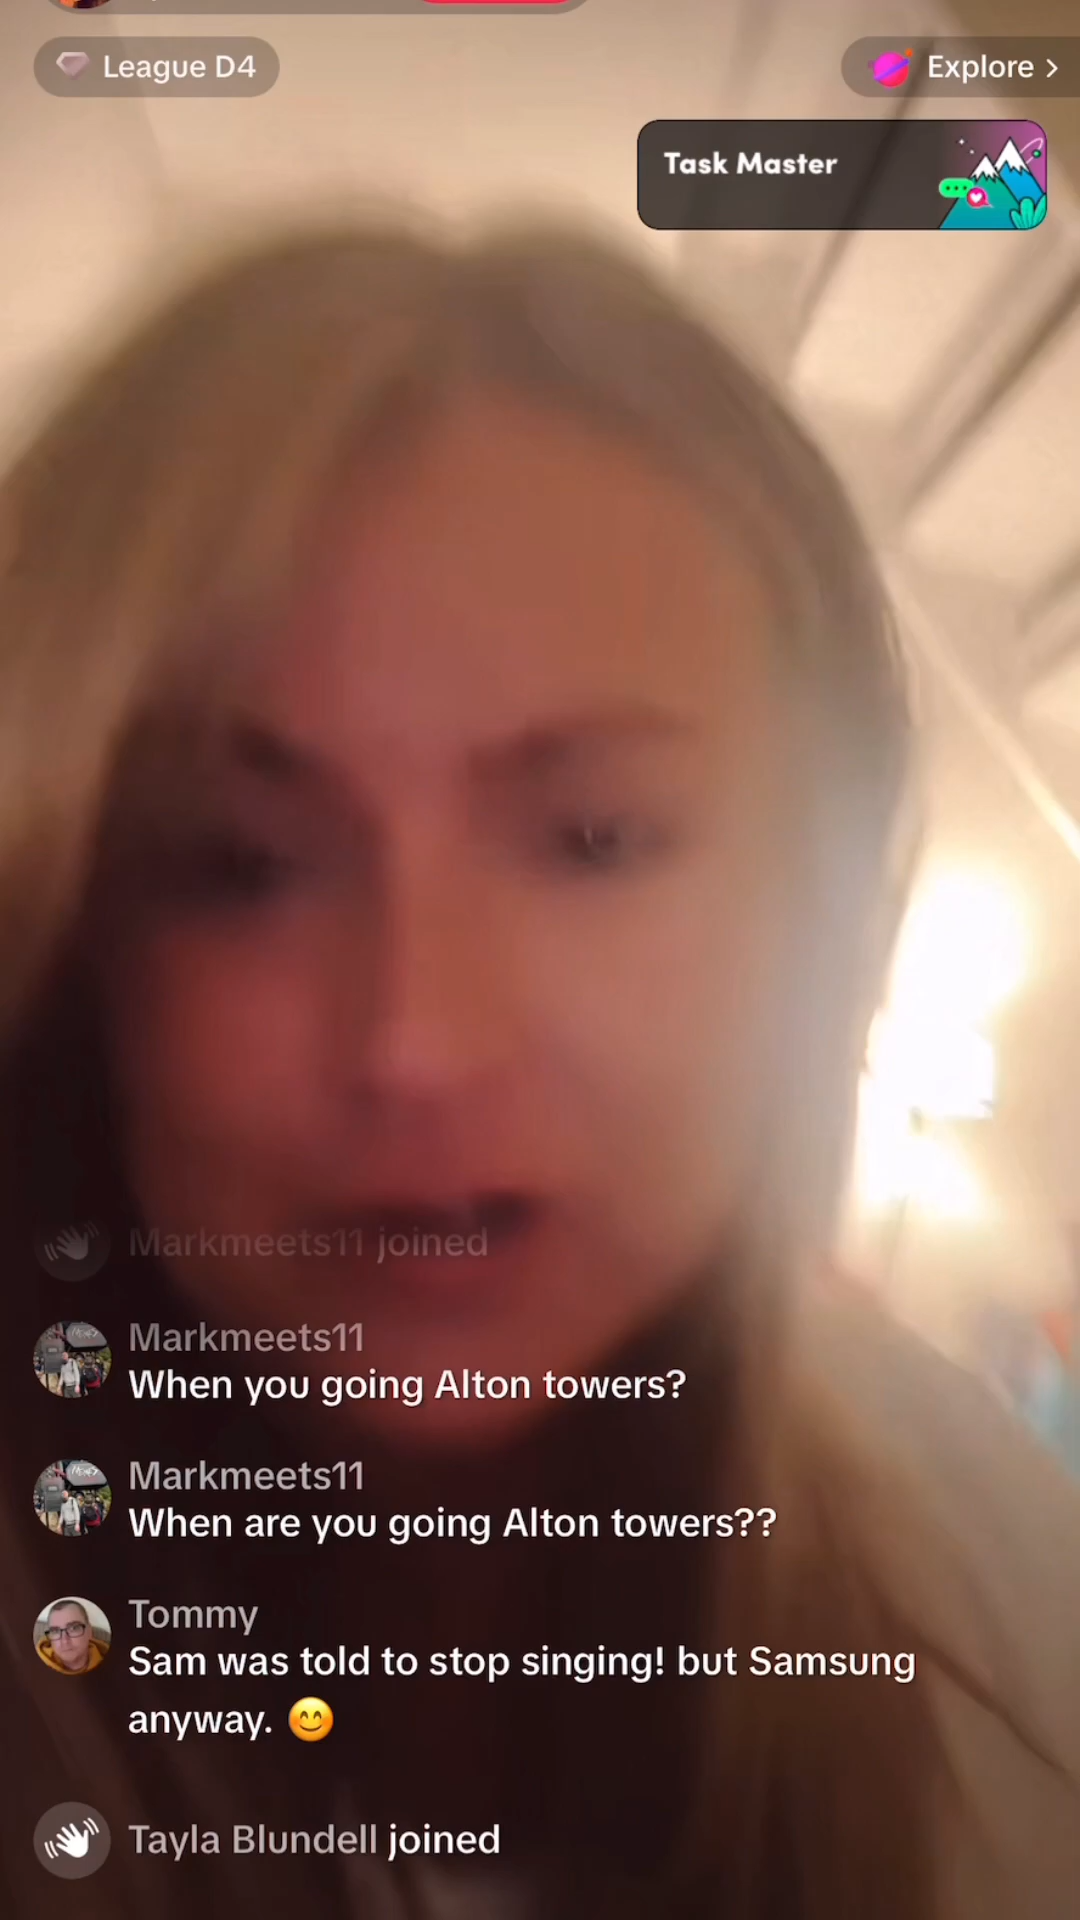 League D4
Explore
Task Master
Markmeets11 joined
Markmeets11
When you going Alton towers?
Markmeets11
When are you going Alton towers??
Tommy
Sam was told to stop singing! but Samsung
anyway. 😊
Tayla Blundell joined